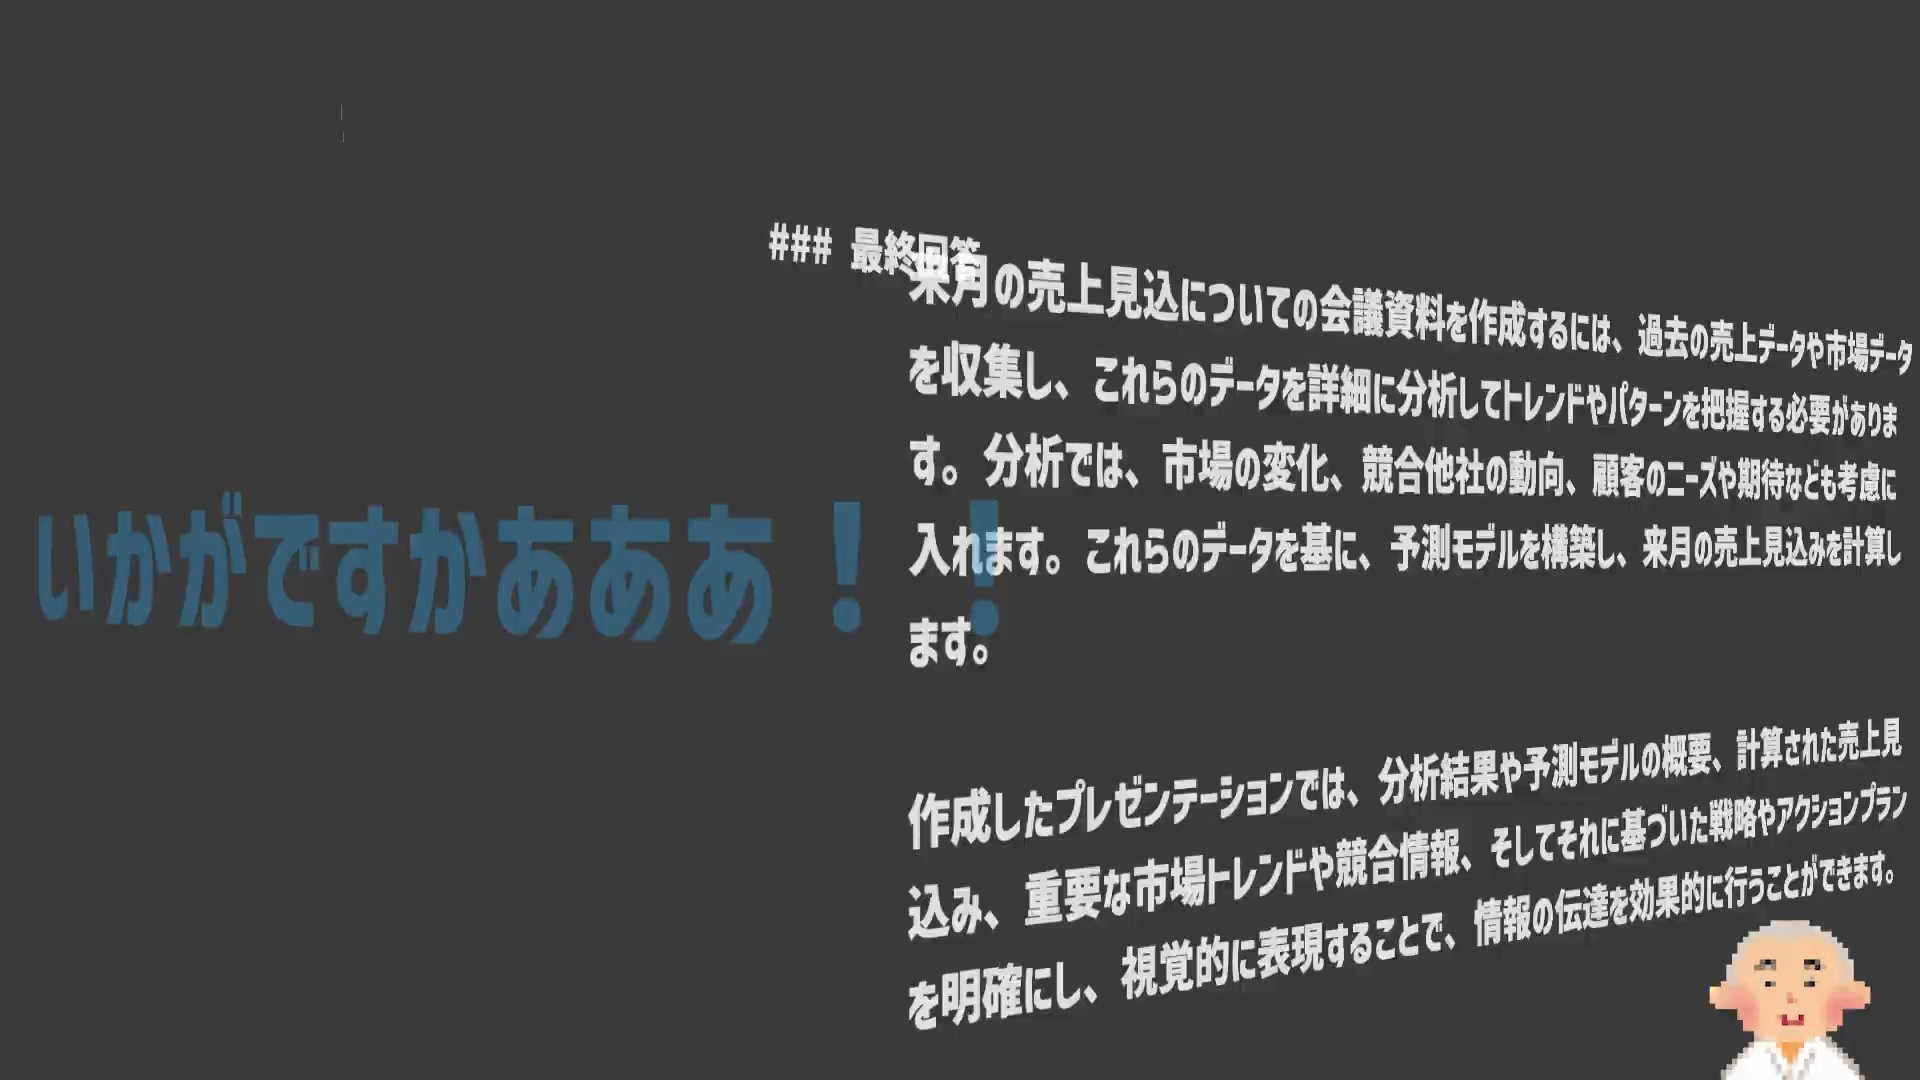 ### 最終回答
来月の売上見込についての会議資料を作成するには、過去の売上データや市場データ
を収集し、これらのデータを詳細に分析してトレンドやパターンを把握する必要がありま
す。分析では、市場の変化、競合他社の動向、顧客のニーズや期待なども考慮に
入れます。これらのデータを基に、予測モデルを構築し、来月の売上見込みを計算し
ます。
いかがですかあああ！！
作成したプレゼンテーションでは、分析結果や予測モデルの概要、計算された売上見
込み、重要な市場トレンドや競合情報、そしてそれに基づいた戦略やアクションプラン
を明確にし、視覚的に表現することで、情報の伝達を効果的に行うことができます。